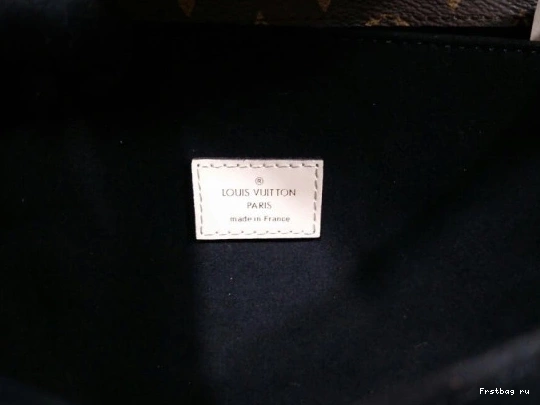 ®
LOUIS VUITTON
PARIS
made in France
Frstbag ru